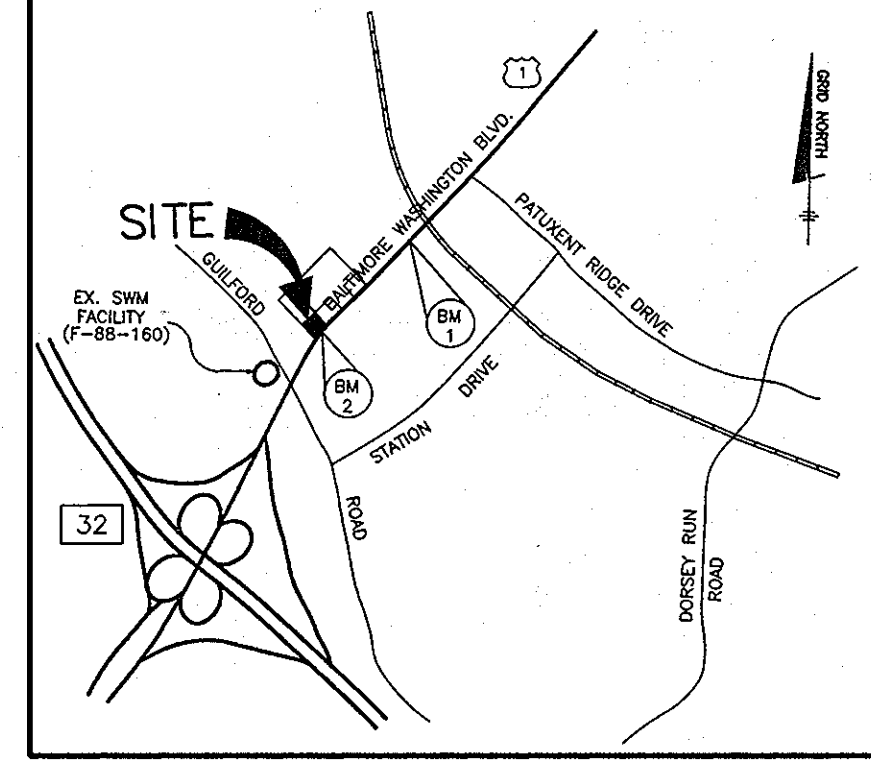 1
GRID NORTH
BALTIMORE WASHINGTON BLVD.
PATUXENT RIDGE DRIVE
SITE
GUILFORD
EX. SWM
FACILITY
(F-88-160)
BM
1
BM
2
STATION DRIVE
32
ROAD
DORSEY RUN
ROAD